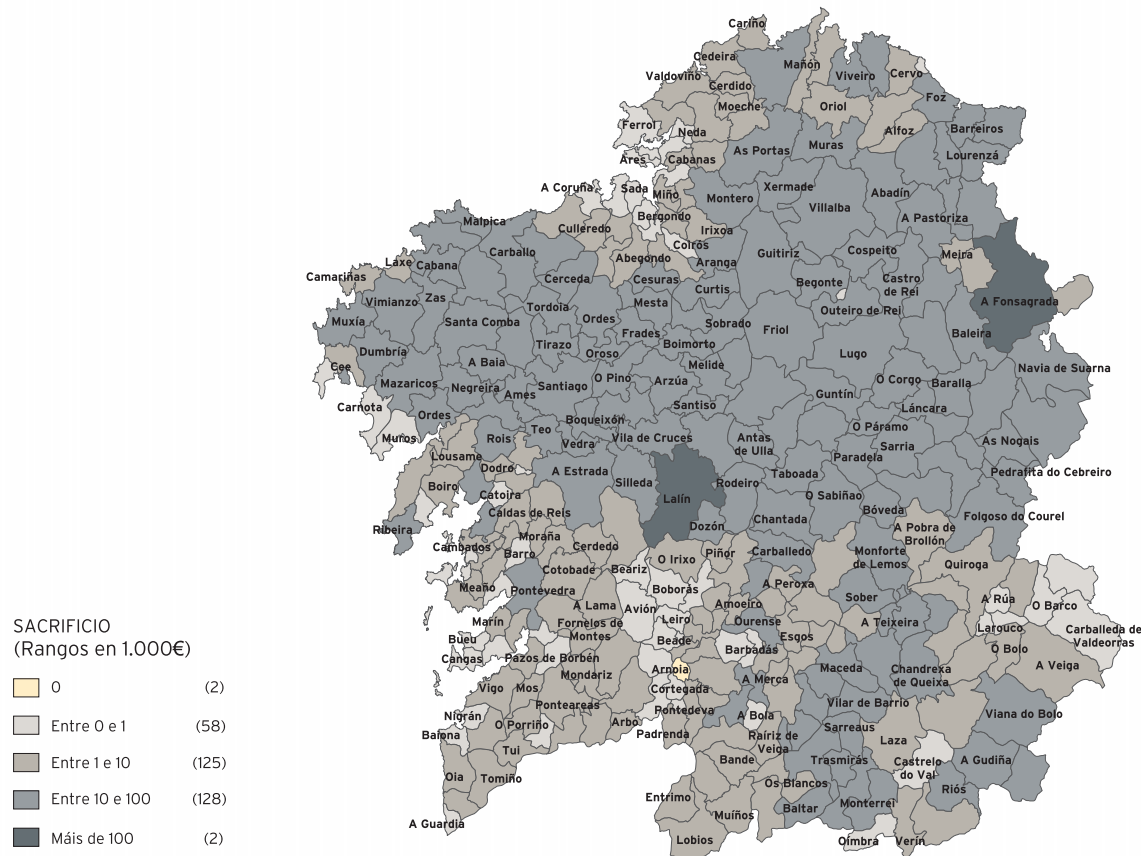 Cariño
Cedeira
Mañón
Valdoviño
Viveiro
Cervo
Cerdido
Foz
Moeche
Oriol
Ferrol
Neda
Alfoz
Barreiros
Muras
As Portas
Lourenzá
Ares
Cabanas
A Coruña
Sada
Miño
Xermade
Abadín
Montero
Villalba
Malpica
Bergondo
A Pastoriza
Culleredo
Irixoa
Coirós
Carballo
Guitiriz
Cospeito
Meira
Laxe
Cabana
Abegondo
Aranga
Camariñas
Cerceda
Cesuras
Begonte
Castro
de Rei
Curtis
Vimianzo
Zas
Mesta
A Fonsagrada
Tordoia
Outeiro de Rei
Muxía
Santa Comba
Ordes
Sobrado
Friol
Frades
Baleira
Tirazo
Boimorto
Dumbría
Oroso
Lugo
Cee
A Baia
Melide
Navia de Suarna
O Pino
Arzúa
O Corgo
Baralla
Mazaricos
Negreira
Santiago
Ames
Guntín
Carnota
Santiso
Láncara
Ordes
Boqueixón
O Páramo
Teo
Muros
Rois
Vedra
Vila de Cruces
Antas
de Ulla
Sarria
As Nogais
Lousame
Paradela
Dodro
A Estrada
Taboada
Pedrafita do Cebreiro
Boiro
Silleda
Rodeiro
Catoira
Lalín
O Sabiñao
Caldas de Reis
Bóveda
Folgoso do Courel
Ribeira
Dozón
Chantada
A Pobra de
Brollón
Moraña
Cambados
Barro
Cerdedo
Carballedo
Monforte
de Lemos
O Irixo
Piñor
Quiroga
Cotobade
Beariz
Meaño
Pontevedra
Boborás
A Peroxa
Sober
A Rúa
O Barco
A Lama
Avión
Amoeiro
Marín
Fornelos de
Montes
Leiro
Ourense
A Teixeira
Larouco
Carballeda de
Valdeorras
Bueu
Beade
Esgos
Barbadás
O Bolo
Cangas
Pazos de Borbén
Arnoia
Maceda
Chandrexa
de Queixa
A Veiga
Mondariz
A Merca
Vigo
Mos
Cortegada
Ponteareas
Vilar de Barrio
Nigrán
Pontedeva
A Bola
Viana do Bolo
O Porriño
Arbo
Baiona
Padrenda
Raíriz de
Veiga
Sarreaus
Laza
Tui
Bande
Trasmirás
Castrelo
do Val
A Gudiña
Oia
Tomiño
Os Blancos
Riós
Entrimo
Baltar
Monterrei
A Guardia
Muíños
Lobios
Oímbra
Verín
SACRIFICIO
(Rangos en 1.000€)
0 (2)
Entre 0 e 1 (58)
Entre 1 e 10 (125)
Entre 10 e 100 (128)
Máis de 100 (2)